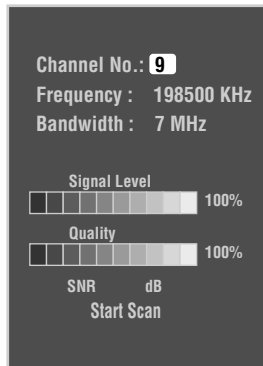 Channel No.: 9
Frequency : 198500 KHz
Bandwidth : 7 MHz
Signal Level
100%
Quality
100%
SNR dB
Start Scan